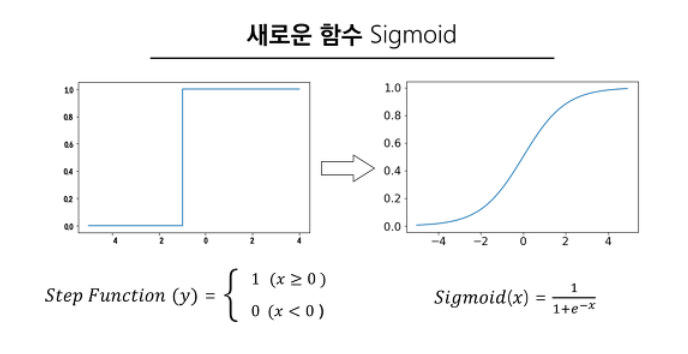 새로운 함수 Sigmoid
1.0
0.8
0.6
0.4
0.2
0.0
4 2 0 2 4
1.0
0.8
0.6
0.4
0.2
0.0
−4 −2 0 2 4
Step Function (y) = { 1 (x ≥ 0)
0 (x < 0)
Sigmoid(x) = 1/(1+e^{-x})